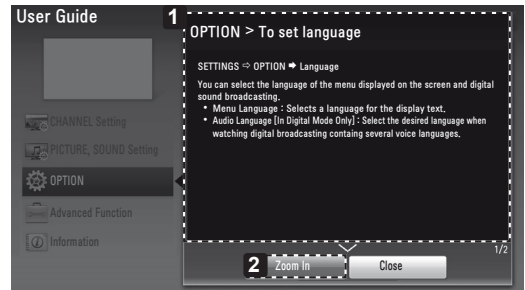 User Guide
1
OPTION > To set language
SETTINGS ⇨ OPTION ➡ Language
You can select the language of the menu displayed on the screen and digital
sound broadcasting.
• Menu Language : Selects a language for the display text.
• Audio Language [In Digital Mode Only] : Select the desired language when
watching digital broadcasting containg several voice languages.
CHANNEL Setting
PICTURE, SOUND Setting
OPTION
Advanced Function
Information
1/2
2
Zoom In
Close